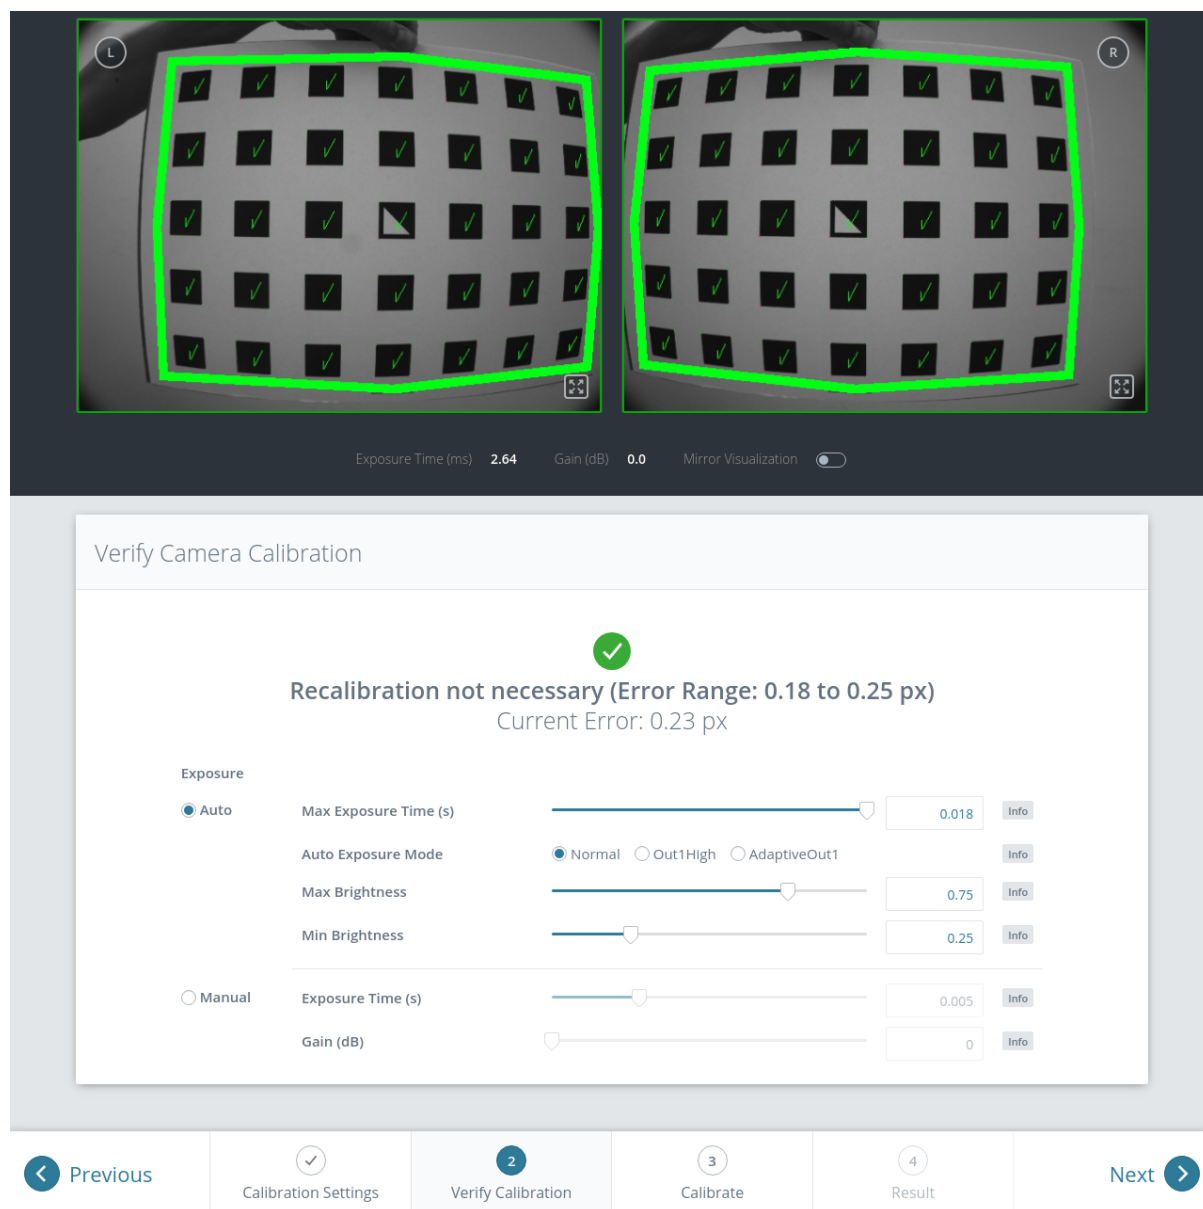 L
R
Exposure Time (ms) 2.64 Gain (dB) 0.0 Mirror Visualization
Verify Camera Calibration
Recalibration not necessary (Error Range: 0.18 to 0.25 px)
Current Error: 0.23 px
Exposure
Auto Max Exposure Time (s) 0.018 Info
Auto Exposure Mode Normal Out1High AdaptiveOut1 Info
Max Brightness 0.75 Info
Min Brightness 0.25 Info
Manual Exposure Time (s) 0.005 Info
Gain (dB) 0 Info
Previous
2
3
4
Next
Calibration Settings Verify Calibration Calibrate Result